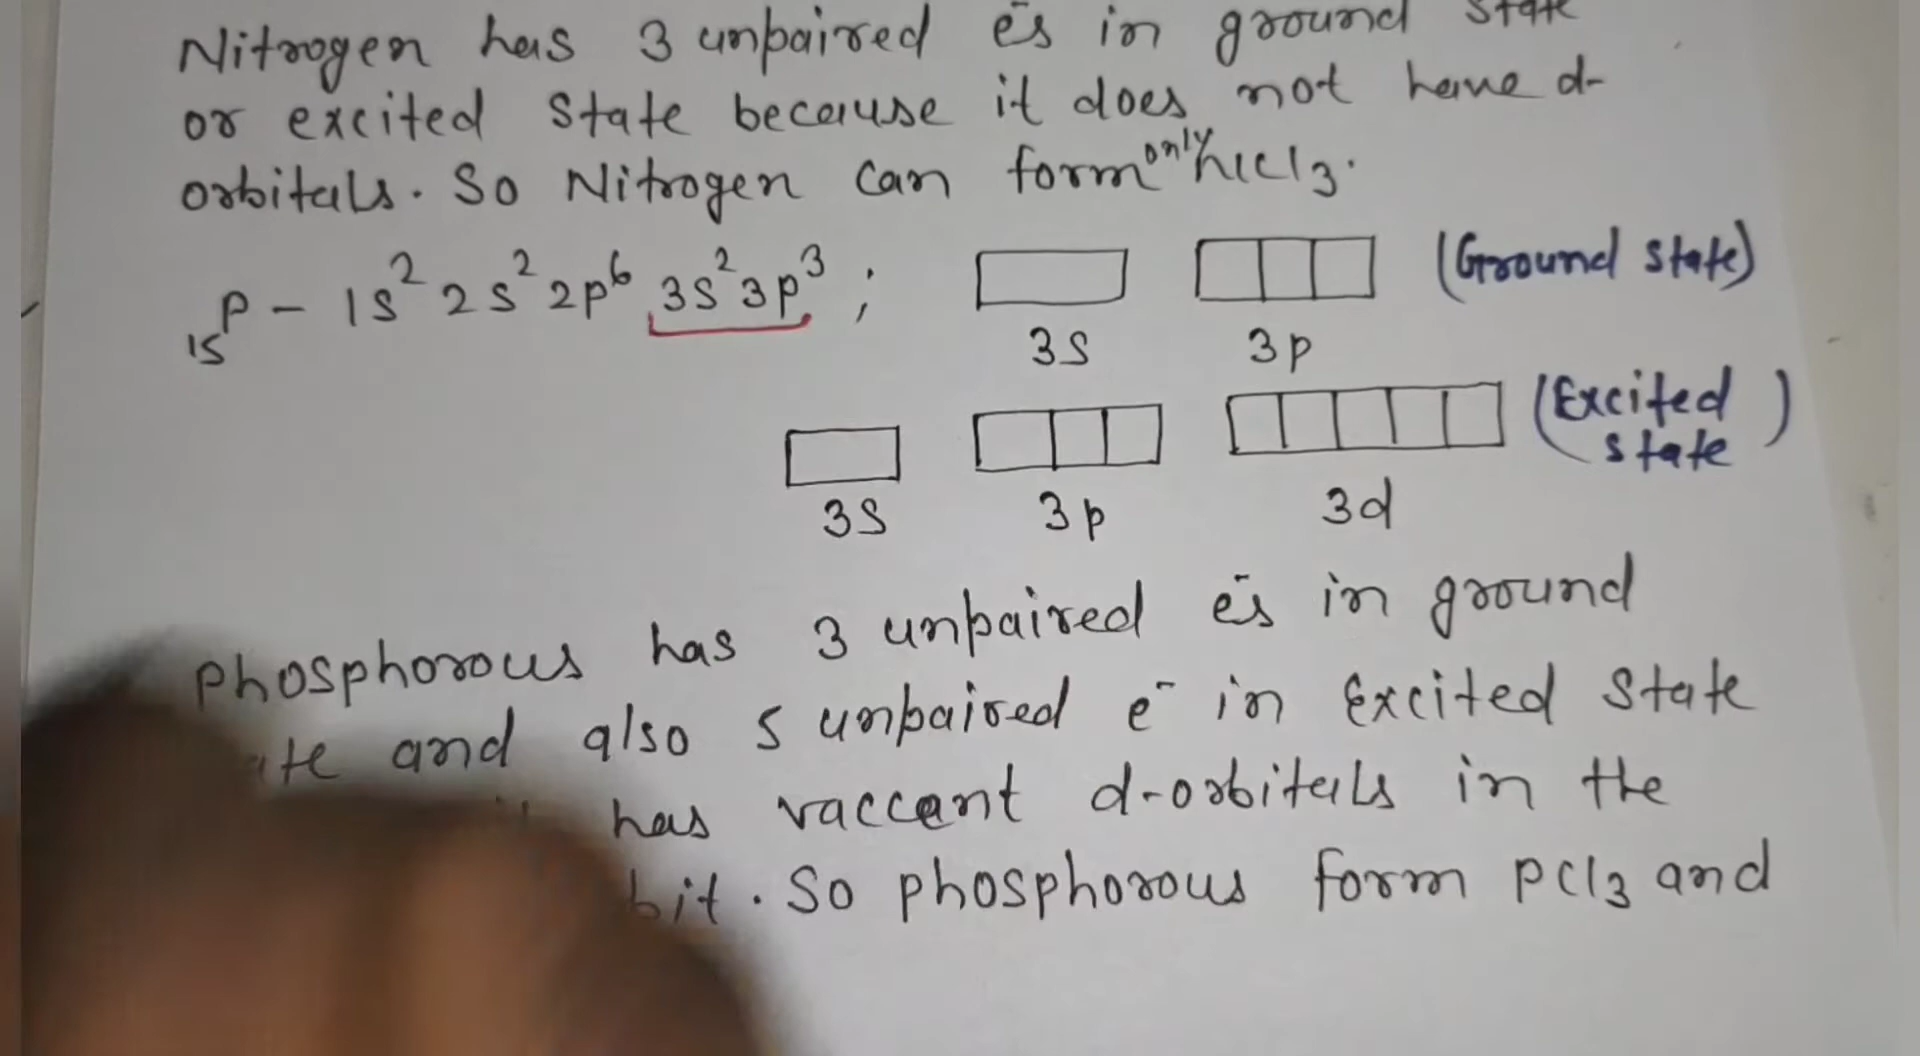 Nitrogen has 3 unpaired e⁻s in ground state
or excited state because it does not have d-
orbitals. So Nitrogen can form only NCl₃.
₁₅P - 1s² 2s² 2p⁶ 3s² 3p³ ; (Ground state)
3s 3p
(Excited state)
3s 3p 3d
Phosphorous has 3 unpaired e⁻s in ground
and also 5 unpaired e⁻ in Excited State
has vaccant d-orbitals in the
So phosphorous form PCl₃ and